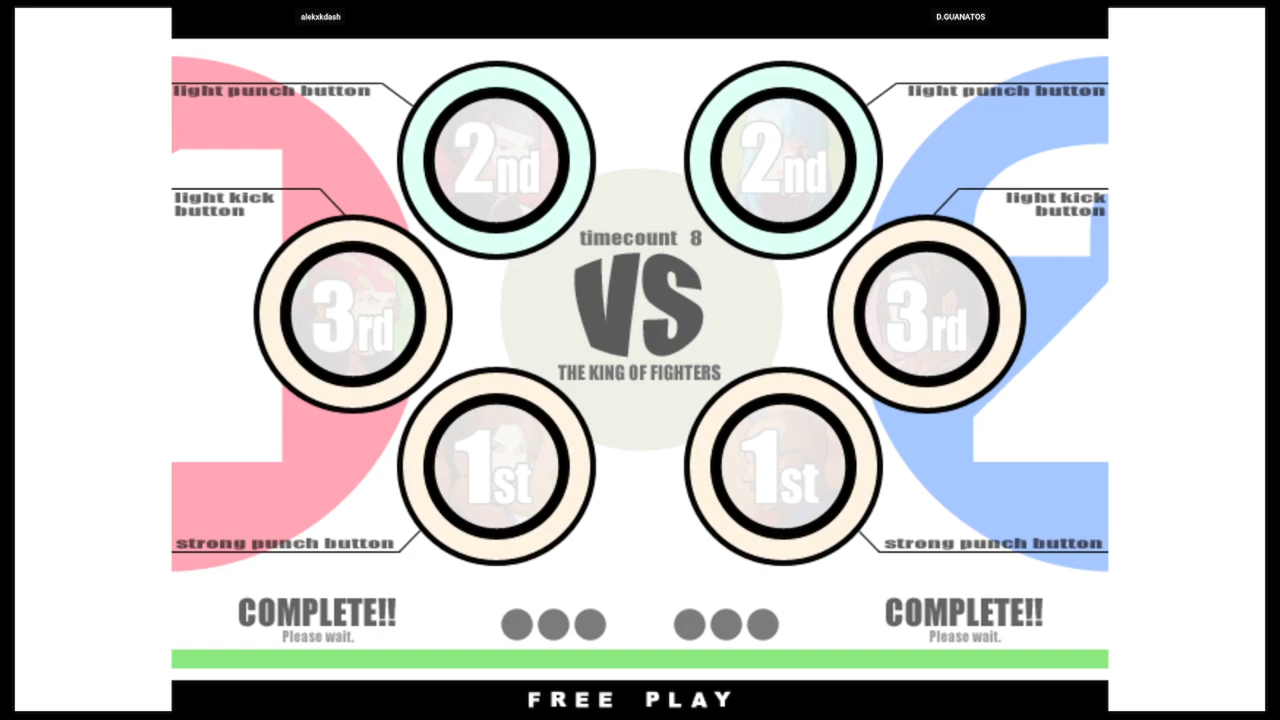 alekxkdash
D.GUANATOS
light punch button
light punch button
2nd
2nd
light kick
button
light kick
button
timecount 8
VS
3rd
3rd
THE KING OF FIGHTERS
1st
1st
strong punch button
strong punch button
COMPLETE!!
Please wait.
COMPLETE!!
Please wait.
FREE PLAY